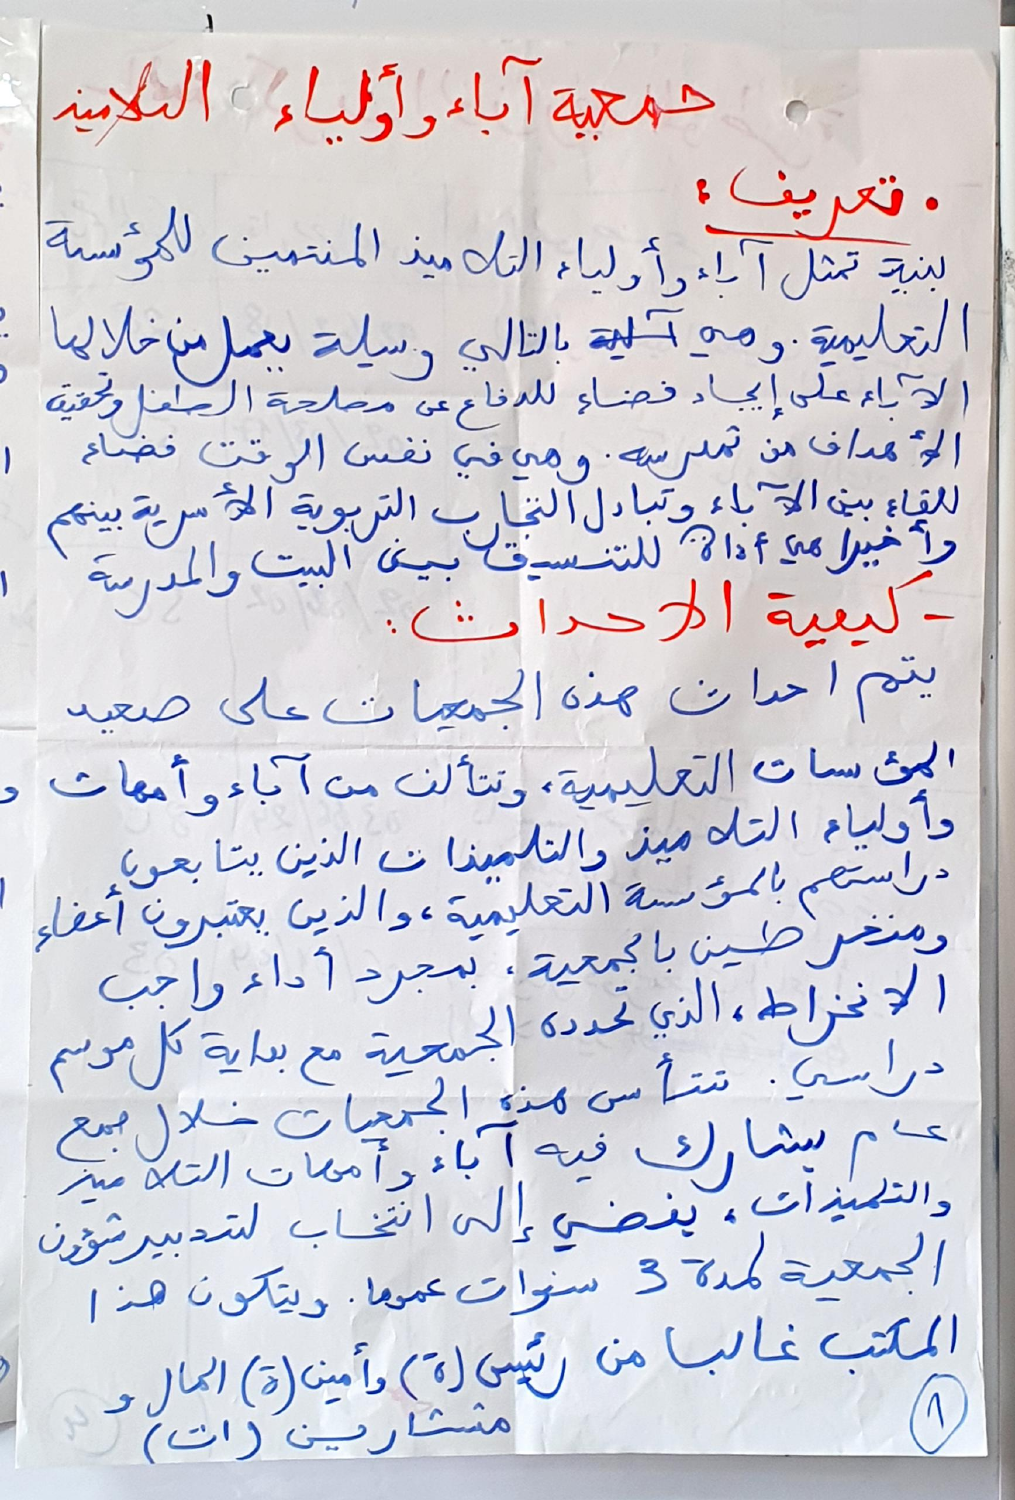 جمعية آباء وأولياء التلاميذ
. تعريف :
بنية تمثل آباء وأولياء التلاميذ المنتمين للمؤسسة
التعليمية. وهي آلية بالتالي وسيلة يعمل من خلالها
الآباء على إيجاد فضاء للدفاع عن مصلحة الطفل وتحقيق
الأهداف من تمدرسه. وهي في نفس الوقت فضاء
للقاء بين الآباء وتبادل التجارب التربوية الأسرية بينهم
وأخيرا هي أداة للتنسيق بين البيت والمدرسة
- كيفية الاحداث :
يتم احداث هذه الجمعيات على صعيد
المؤسسات التعليمية، وتتألف من آباء وأمهات
وأولياء التلاميذ والتلميذات الذين يتابعون
دراستهم بالمؤسسة التعليمية، والذين يعتبرون أعضاء
ومنخرطين بالجمعية، بمجرد أداء واجب
الانخراط، الذي تحدده الجمعية مع بداية كل موسم
دراسي. تتأسس هذه الجمعيات خلال جمع
عام يشارك فيه آباء وأمهات التلاميذ
والتلميذات، يفضي إلى انتخاب لتدبير شؤون
الجمعية لمدة 3 سنوات عموما. ويتكون هذا
المكتب غالبا من رئيس (ة) وأمين (ة) المال و
مستشارين (ات)
١